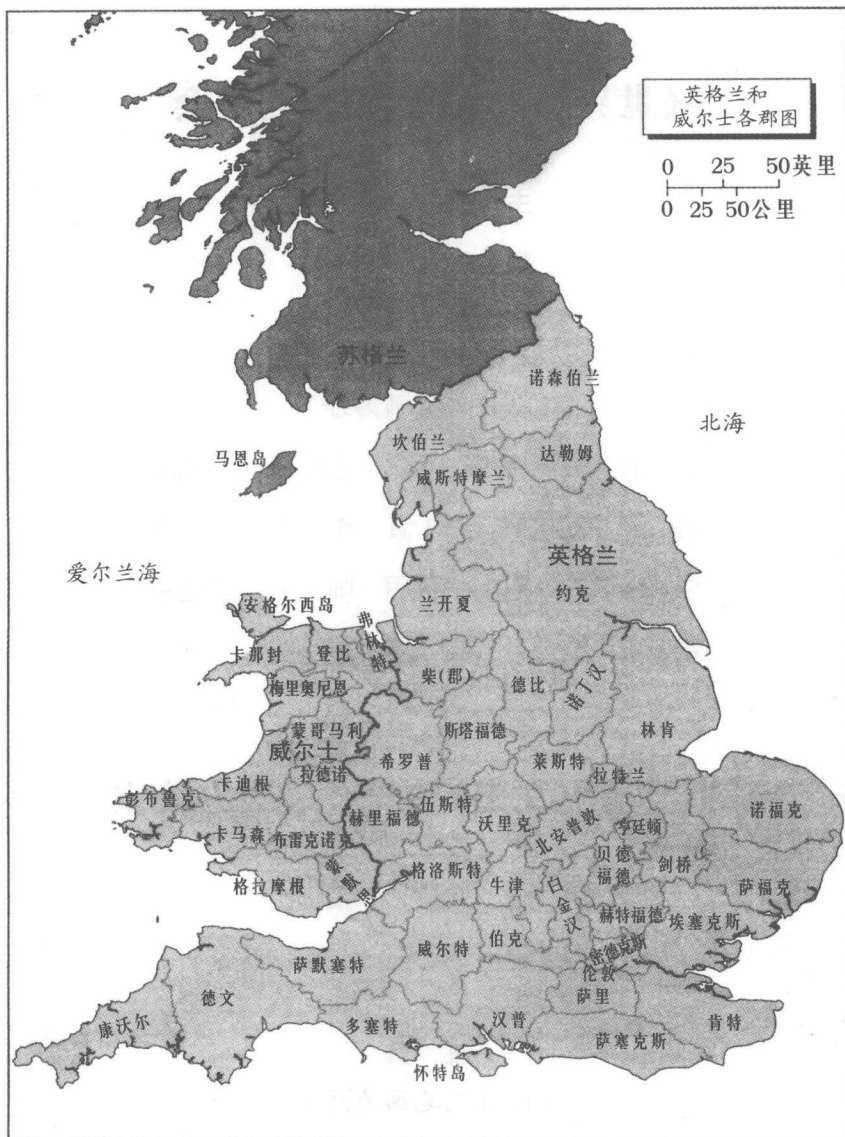 英格兰和
威尔士各郡图
0 25 50英里
0 25 50公里
苏格兰
诺森伯兰
北海
坎伯兰
达勒姆
马恩岛
威斯特摩兰
英格兰
爱尔兰海
约克
兰开夏
安格尔西岛
弗林特
卡那封
登比
柴(郡)
德比
诺丁汉
梅里奥尼恩
林肯
蒙哥马利
斯塔福德
威尔士
希罗普
莱斯特
拉德诺
拉特兰
卡迪根
彭布鲁克
诺福克
赫里福德
伍斯特
沃里克
北安普敦
亨廷顿
卡马森
布雷克诺克
贝德
福德
剑桥
格拉摩根
蒙默思
格洛斯特
牛津
白金汉
萨福克
赫特福德
埃塞克斯
威尔特
伯克
密德克斯
伦敦
萨默塞特
萨里
德文
康沃尔
多塞特
汉普
肯特
萨塞克斯
怀特岛